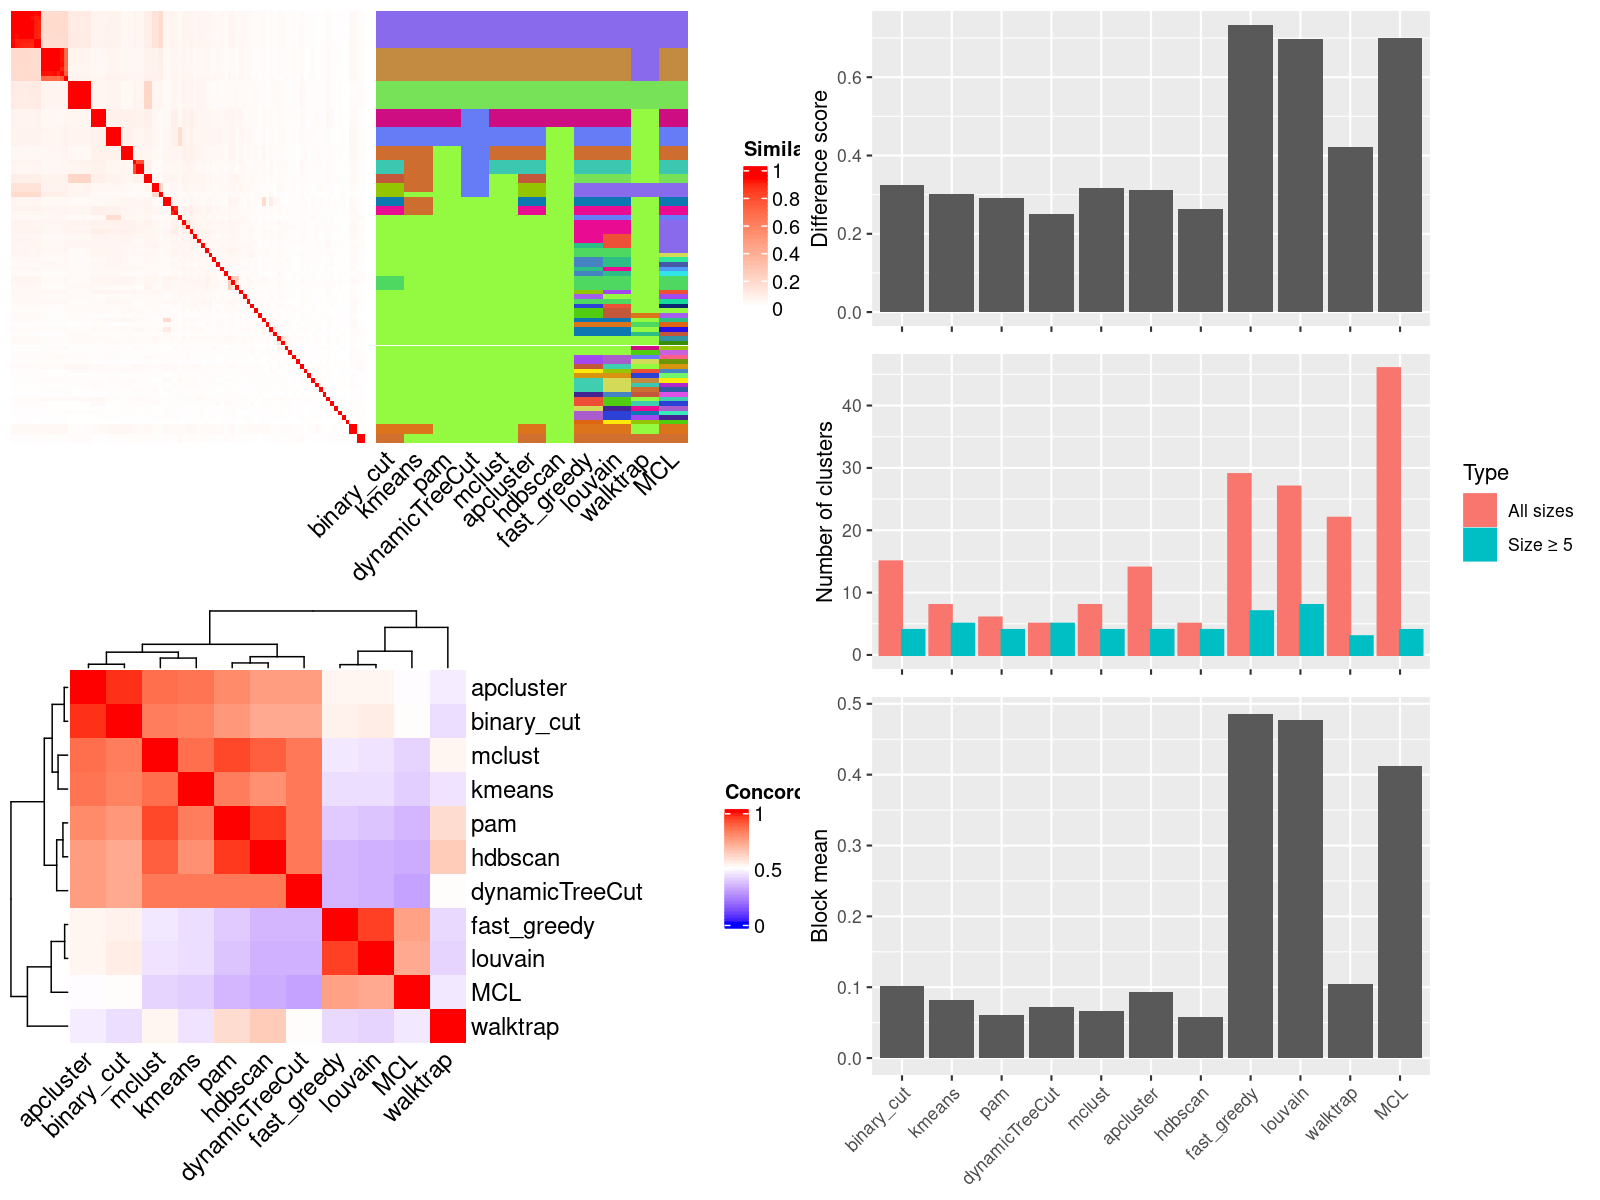 Simila
1
0.8
0.6
0.4
0.2
0
binary_cut
kmeans
pam
dynamicTreeCut
mclust
apcluster
hdbscan
fast_greedy
louvain
walktrap
MCL
apcluster
binary_cut
mclust
kmeans
pam
hdbscan
dynamicTreeCut
fast_greedy
louvain
MCL
walktrap
apcluster
binary_cut
mclust
kmeans
pam
hdbscan
dynamicTreeCut
fast_greedy
louvain
MCL
walktrap
Concord
1
0.5
0
Difference score
0.6
0.4
0.2
0.0
Number of clusters
40
30
20
10
0
Type
All sizes
Size ≥ 5
Block mean
0.5
0.4
0.3
0.2
0.1
0.0
binary_cut
kmeans
pam
dynamicTreeCut
mclust
apcluster
hdbscan
fast_greedy
louvain
walktrap
MCL